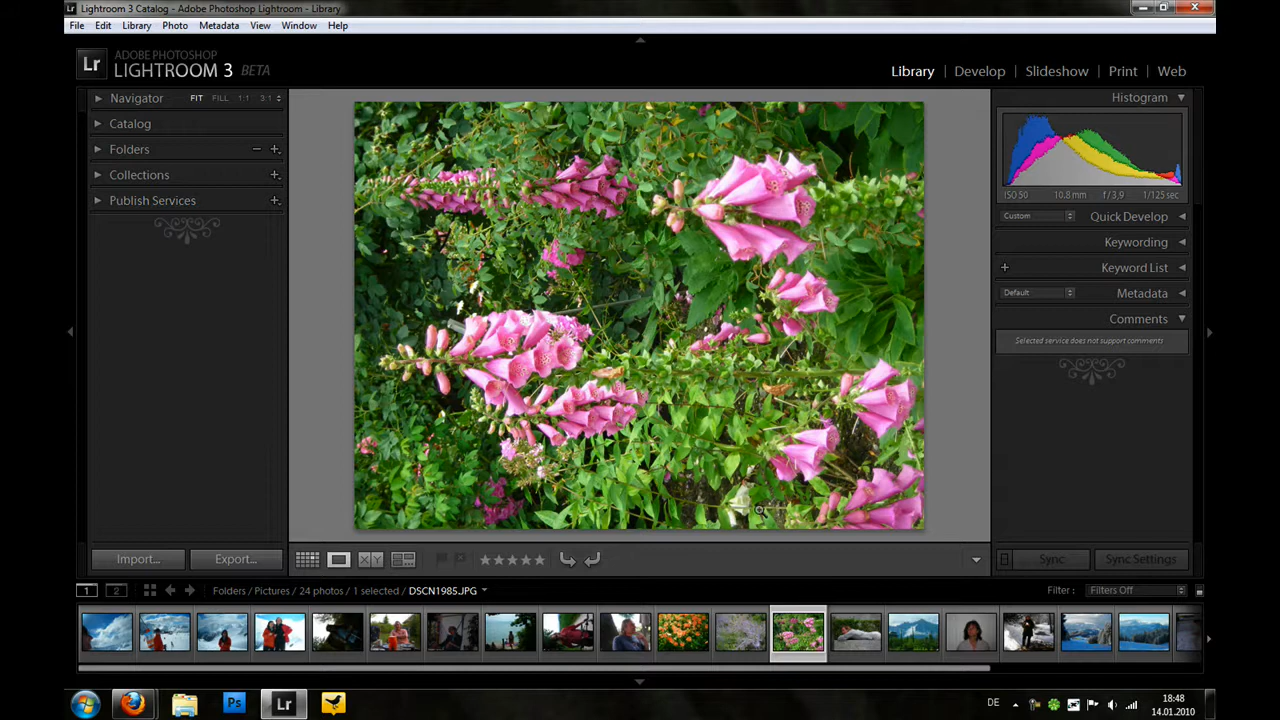 Lightroom 3 Catalog - Adobe Photoshop Lightroom - Library
File Edit Library Photo Metadata View Window Help
Lr ADOBE PHOTOSHOP
LIGHTROOM 3 BETA
Library | Develop | Slideshow | Print | Web
Navigator FIT FILL 1:1 3:1
Catalog
Folders
Collections
Publish Services
Histogram
ISO 50 10,8 mm f / 3,9 1/125 sec
Custom Quick Develop
Keywording
Keyword List
Default Metadata
Comments
Selected service does not support comments
Import... Export...
X Y
Sync Sync Settings
1 2 Folders / Pictures / 24 photos / 1 selected / DSCN1985.JPG
Filter : Filters Off
Ps Lr
DE
18:48
14.01.2010